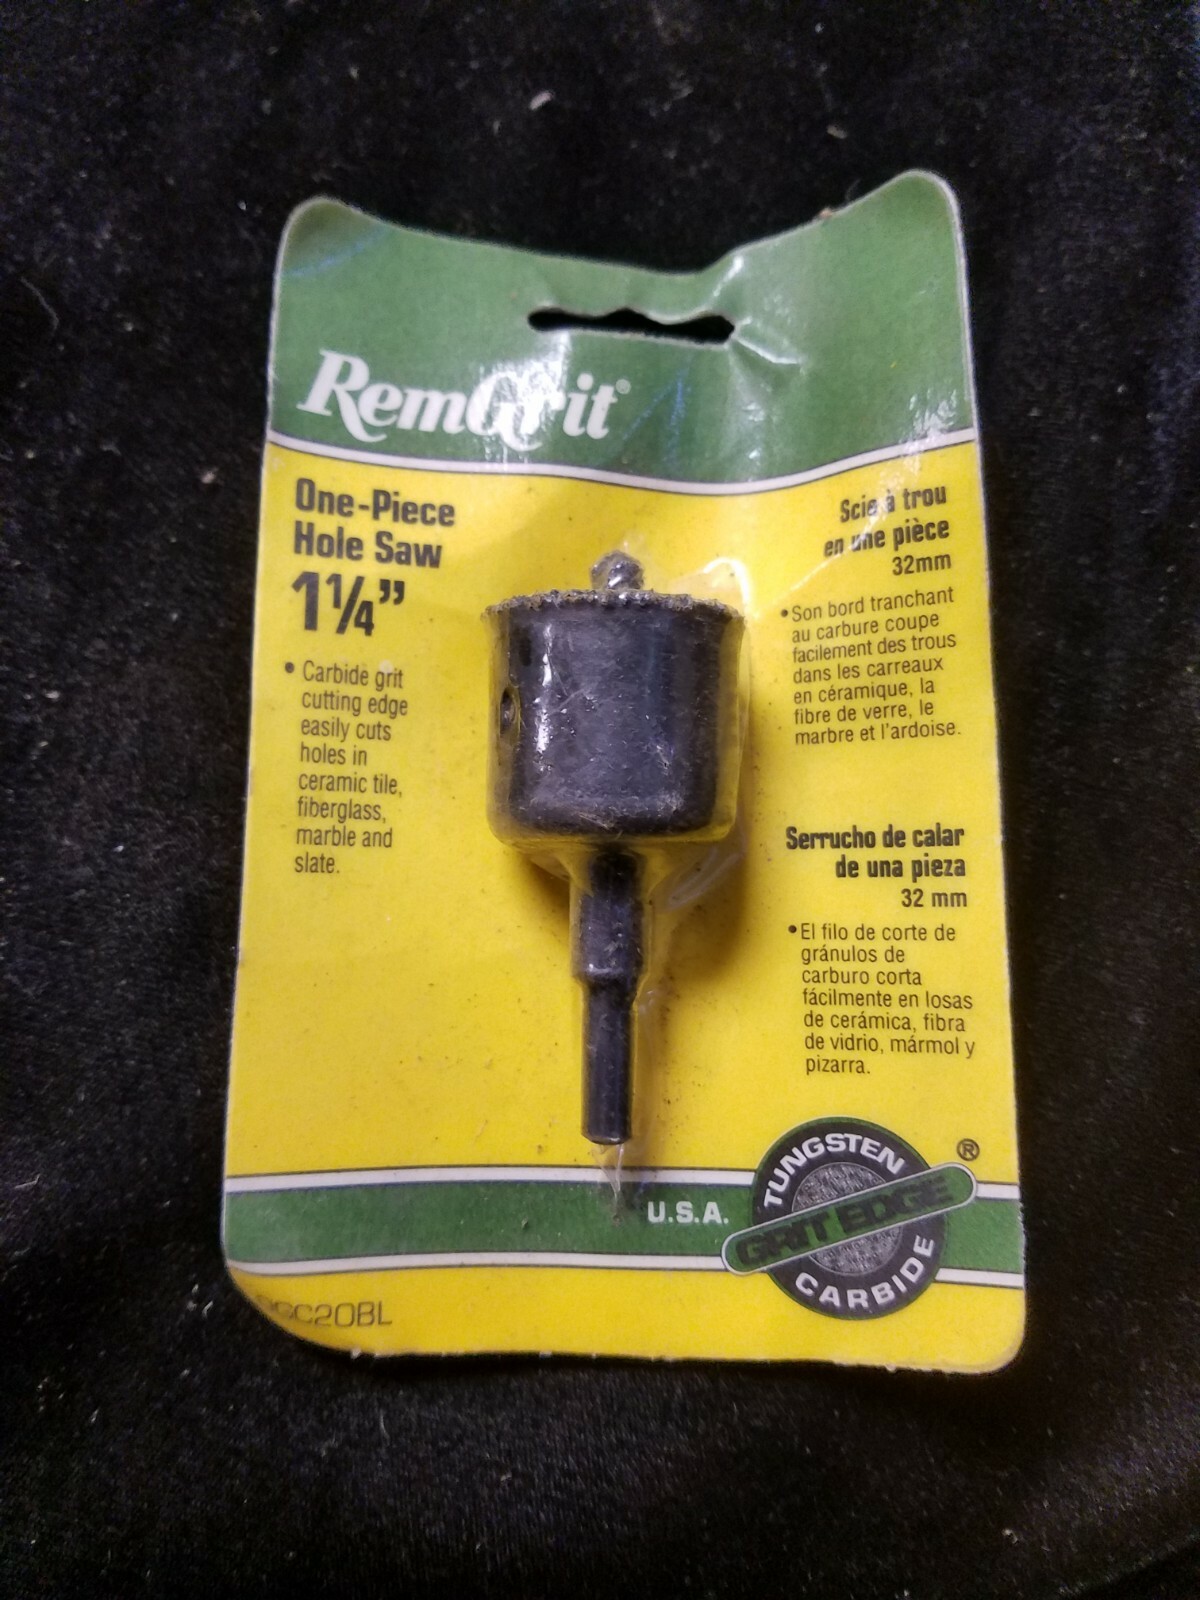 RemGrit®
One-Piece
Hole Saw
1¼”
• Carbide grit
cutting edge
easily cuts
holes in
ceramic tile,
fiberglass,
marble and
slate.
Scie à trou
en une pièce
32mm
• Son bord tranchant
au carbure coupe
facilement des trous
dans les carreaux
en céramique, la
fibre de verre, le
marbre et l’ardoise.
Serrucho de calar
de una pieza
32 mm
• El filo de corte de
gránulos de
carburo corta
fácilmente en losas
de cerámica, fibra
de vidrio, mármol y
pizarra.
U.S.A.
TUNGSTEN
GRIT EDGE ®
CARBIDE